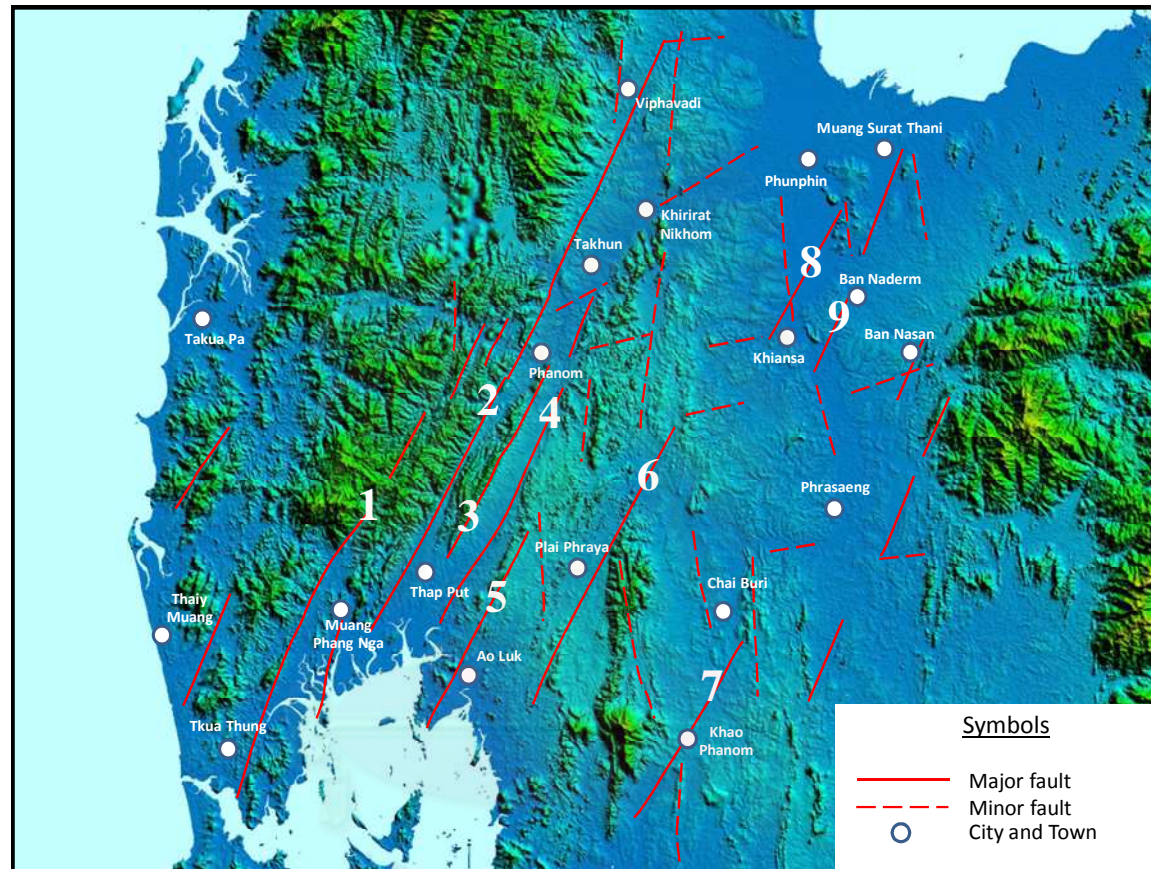 Viphavadi
Muang Surat Thani
Phunphin
Khirirat
Nikhom
Takhun
8
Ban Naderm
9
Takua Pa
Khiansa
Ban Nasan
Phanom
2
4
6
1
3
Phrasaeng
Plai Phraya
Thap Put
5
Chai Buri
Thaiy
Muang
Muang
Phang Nga
Ao Luk
7
Tkua Thung
Khao
Phanom
Symbols
Major fault
Minor fault
City and Town